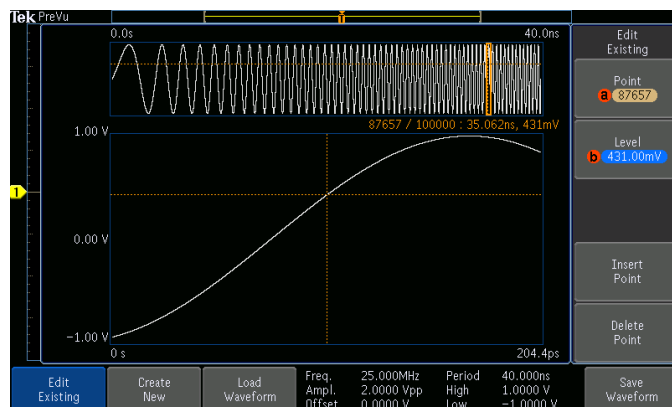 Tek PreVu
T
0.0s 40.0ns
87657 / 100000 : 35.062ns, 431mV
1.00 V
1
0.00 V
−1.00 V
0 s 204.4ps
Edit
Existing
Point
a 87657
Level
b 431.00mV
Insert
Point
Delete
Point
Edit
Existing
Create
New
Load
Waveform
Freq. 25.000MHz Period 40.000ns
Ampl. 2.0000 Vpp High 1.0000 V
Offset 0.0000 V Low −1.0000 V
Save
Waveform